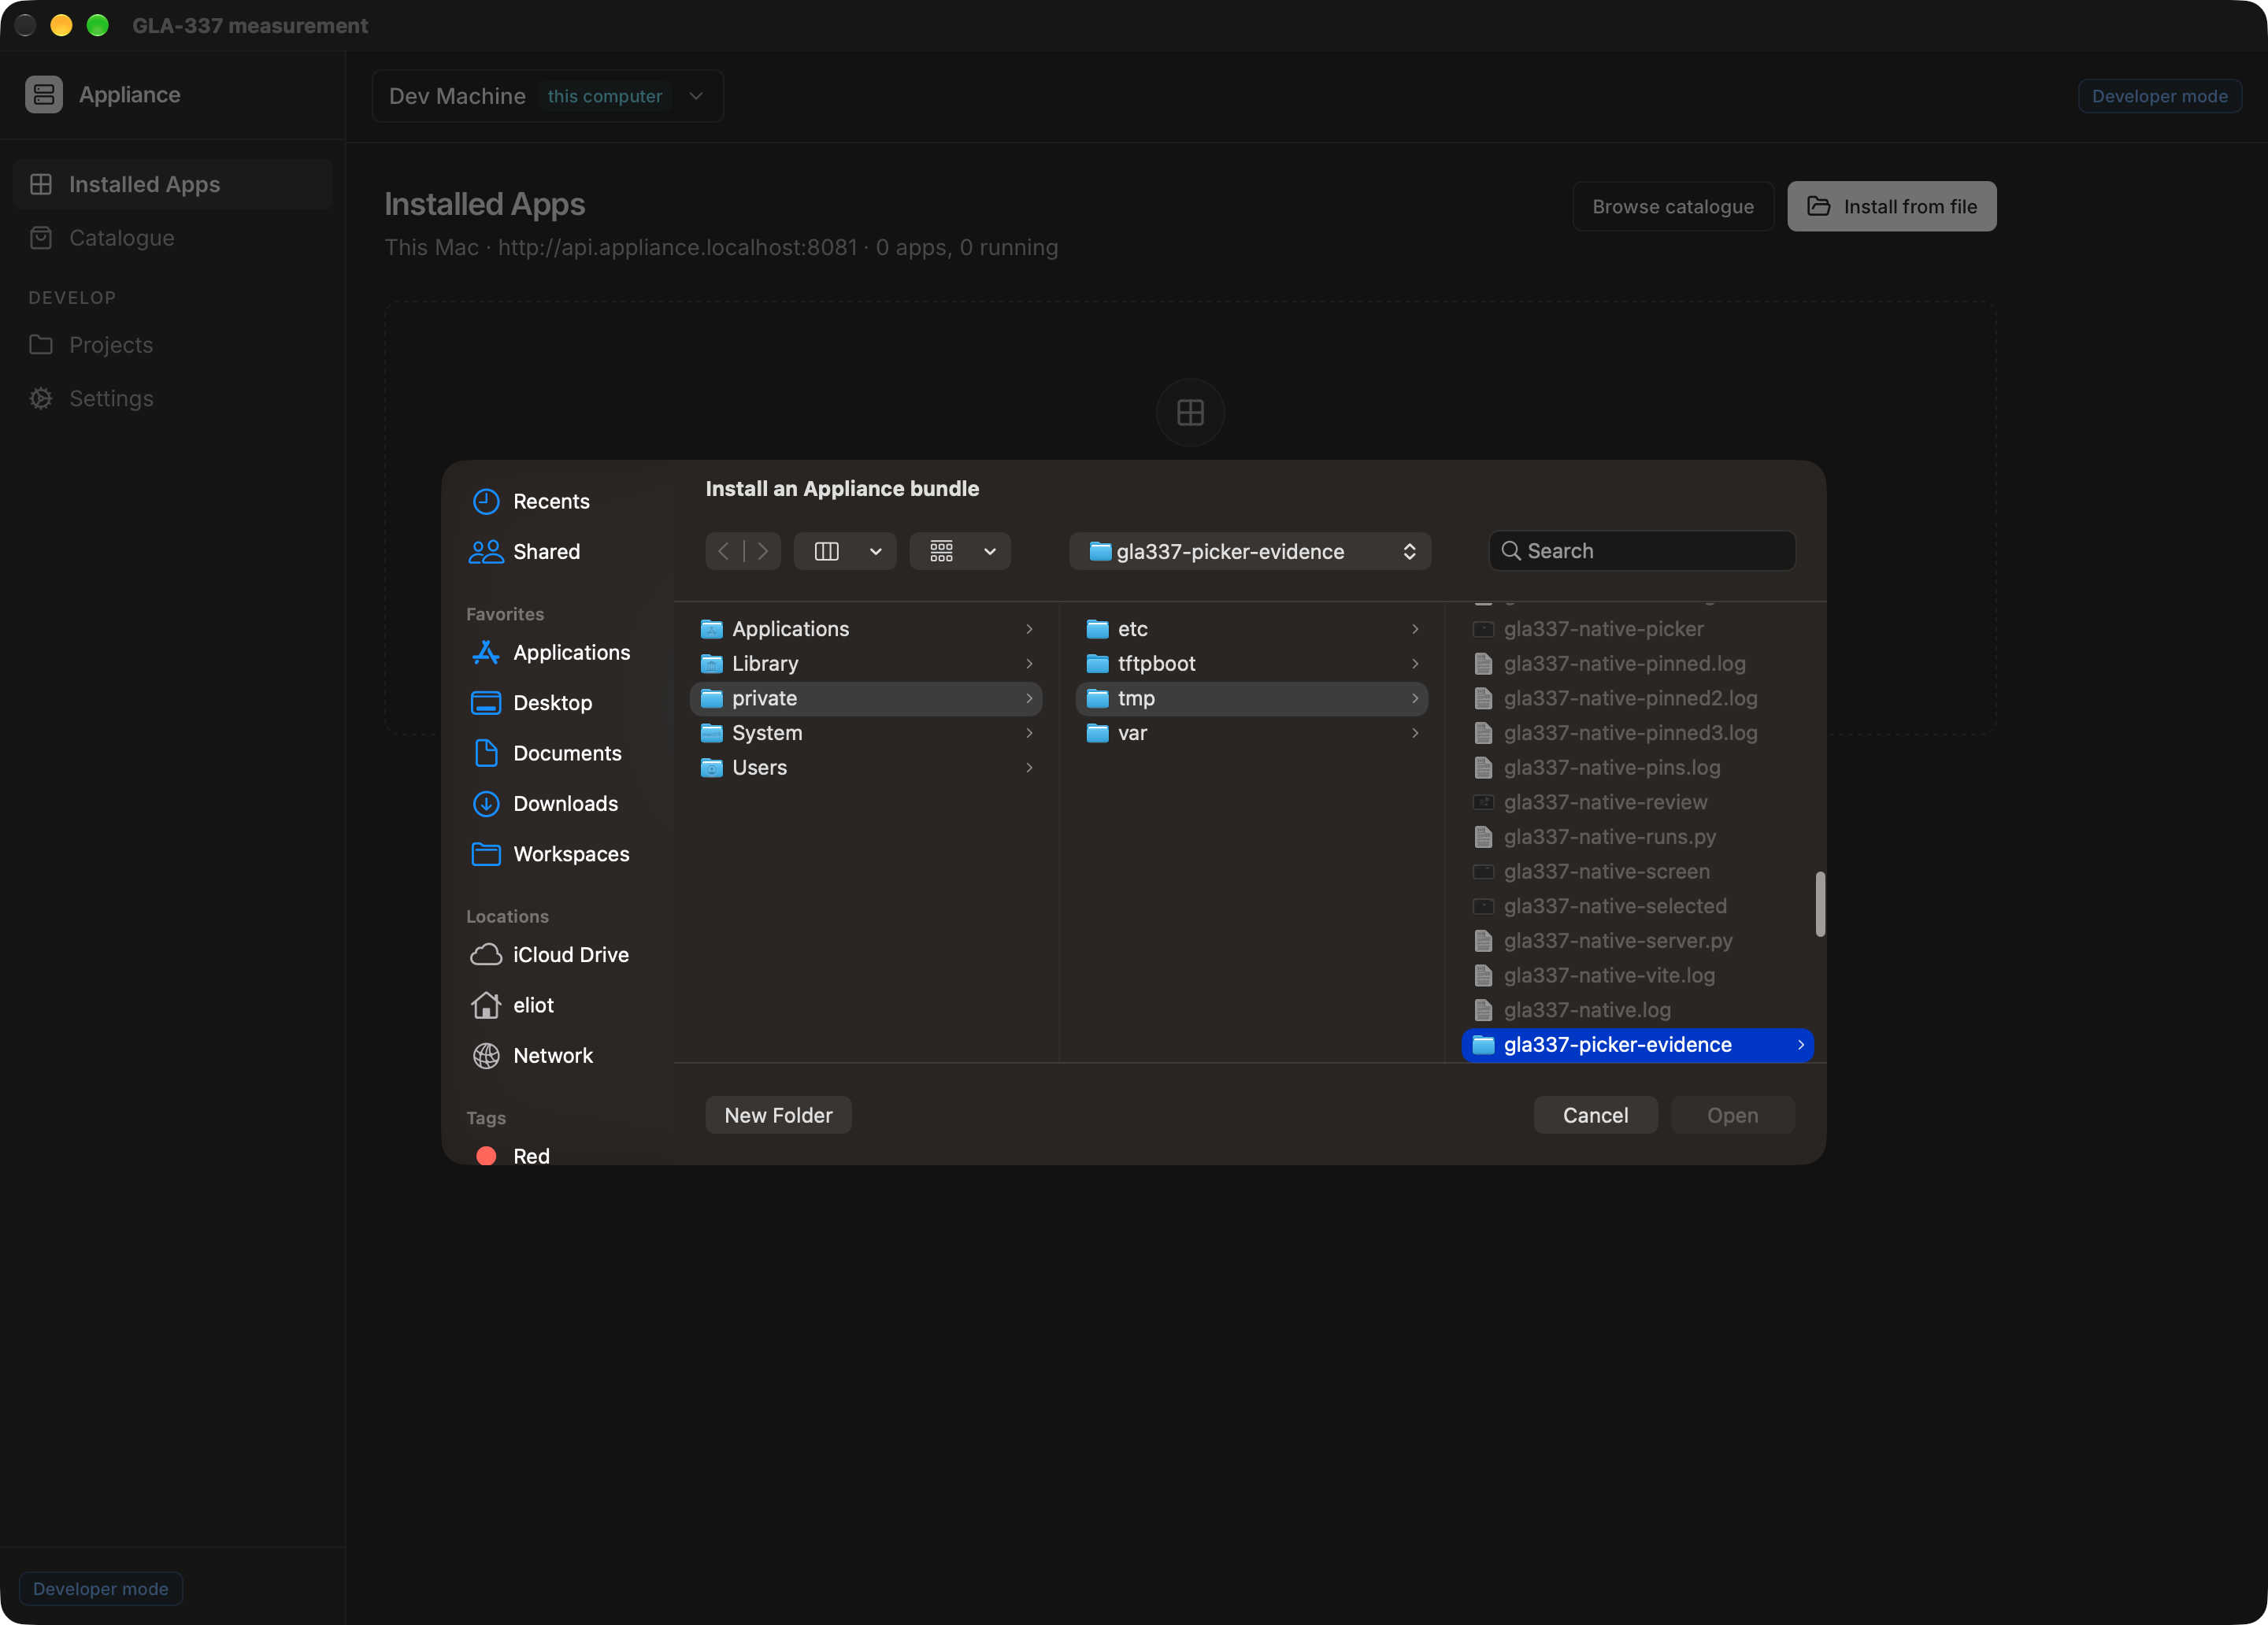 GLA-337 measurement
Appliance
Dev Machine this computer
Developer mode
Installed Apps
Catalogue
DEVELOP
Projects
Settings
Developer mode
Installed Apps
This Mac · http://api.appliance.localhost:8081 · 0 apps, 0 running
Browse catalogue
Install from file
Install an Appliance bundle
gla337-picker-evidence
Search
Recents
Shared
Favorites
Applications
Desktop
Documents
Downloads
Workspaces
Locations
iCloud Drive
eliot
Network
Tags
Red
Applications
Library
private
System
Users
etc
tftpboot
tmp
var
gla337-native-picker
gla337-native-pinned.log
gla337-native-pinned2.log
gla337-native-pinned3.log
gla337-native-pins.log
gla337-native-review
gla337-native-runs.py
gla337-native-screen
gla337-native-selected
gla337-native-server.py
gla337-native-vite.log
gla337-native.log
gla337-picker-evidence
New Folder
Cancel
Open